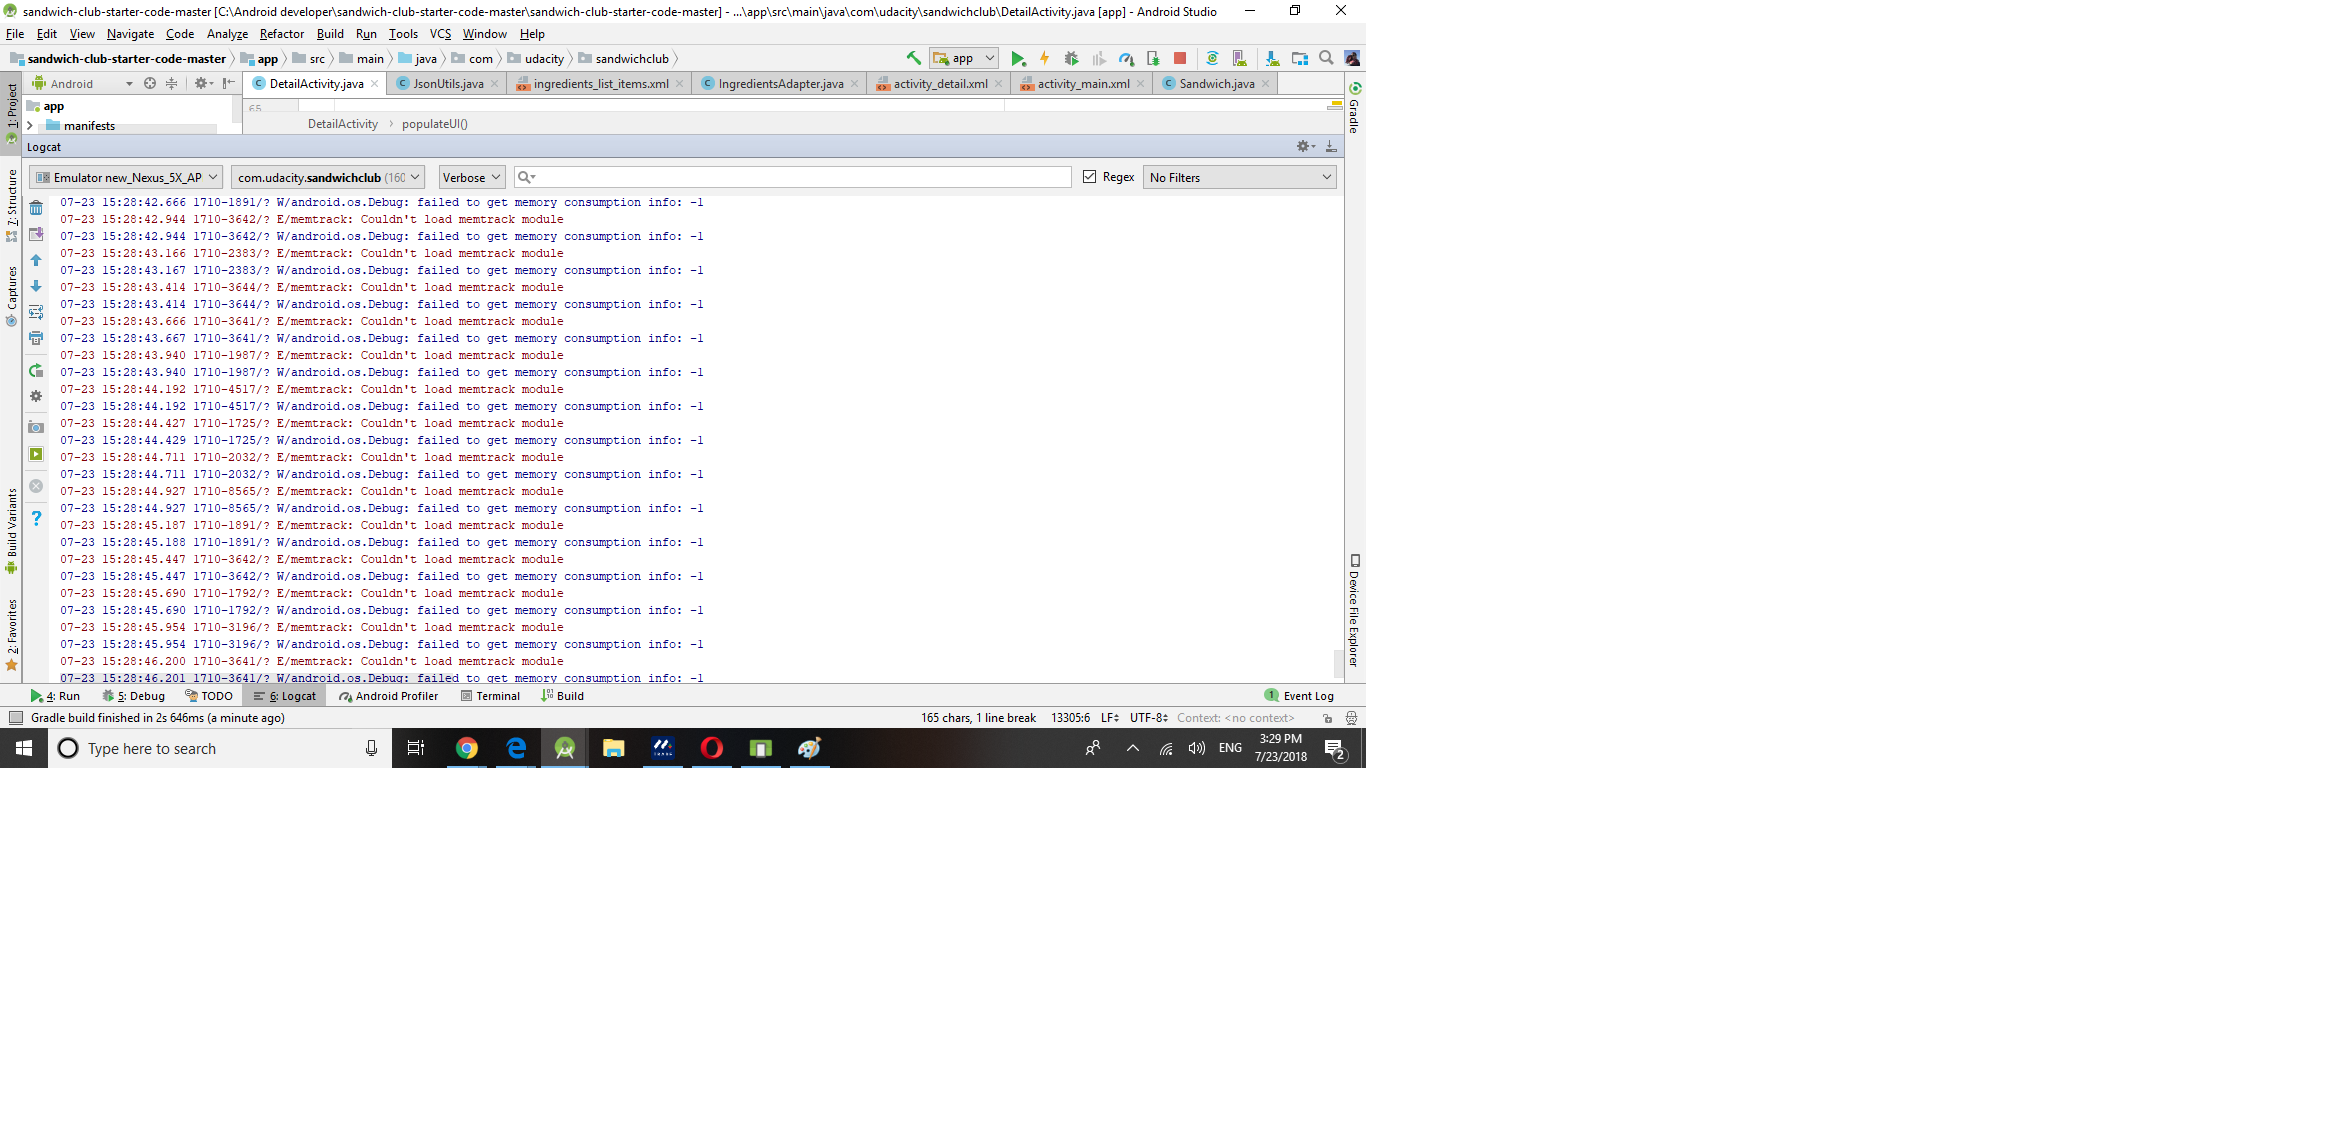 sandwich-club-starter-code-master [C:\Android developer\sandwich-club-starter-code-master\sandwich-club-starter-code-master] - ...\app\src\main\java\com\udacity\sandwichclub\DetailActivity.java [app] - Android Studio
File Edit View Navigate Code Analyze Refactor Build Run Tools VCS Window Help
sandwich-club-starter-code-master app src main java com udacity sandwichclub app
Android DetailActivity.java JsonUtils.java ingredients_list_items.xml IngredientsAdapter.java activity_detail.xml activity_main.xml Sandwich.java
app 65
manifests DetailActivity populateUI()
Logcat
Emulator new_Nexus_5X_AP com.udacity.sandwichclub (160 Verbose Regex No Filters
07-23 15:28:42.666 1710-1891/? W/android.os.Debug: failed to get memory consumption info: -1
07-23 15:28:42.944 1710-3642/? E/memtrack: Couldn't load memtrack module
07-23 15:28:42.944 1710-3642/? W/android.os.Debug: failed to get memory consumption info: -1
07-23 15:28:43.166 1710-2383/? E/memtrack: Couldn't load memtrack module
07-23 15:28:43.167 1710-2383/? W/android.os.Debug: failed to get memory consumption info: -1
07-23 15:28:43.414 1710-3644/? E/memtrack: Couldn't load memtrack module
07-23 15:28:43.414 1710-3644/? W/android.os.Debug: failed to get memory consumption info: -1
07-23 15:28:43.666 1710-3641/? E/memtrack: Couldn't load memtrack module
07-23 15:28:43.667 1710-3641/? W/android.os.Debug: failed to get memory consumption info: -1
07-23 15:28:43.940 1710-1987/? E/memtrack: Couldn't load memtrack module
07-23 15:28:43.940 1710-1987/? W/android.os.Debug: failed to get memory consumption info: -1
07-23 15:28:44.192 1710-4517/? E/memtrack: Couldn't load memtrack module
07-23 15:28:44.192 1710-4517/? W/android.os.Debug: failed to get memory consumption info: -1
07-23 15:28:44.427 1710-1725/? E/memtrack: Couldn't load memtrack module
07-23 15:28:44.429 1710-1725/? W/android.os.Debug: failed to get memory consumption info: -1
07-23 15:28:44.711 1710-2032/? E/memtrack: Couldn't load memtrack module
07-23 15:28:44.711 1710-2032/? W/android.os.Debug: failed to get memory consumption info: -1
07-23 15:28:44.927 1710-8565/? E/memtrack: Couldn't load memtrack module
07-23 15:28:44.927 1710-8565/? W/android.os.Debug: failed to get memory consumption info: -1
07-23 15:28:45.187 1710-1891/? E/memtrack: Couldn't load memtrack module
07-23 15:28:45.188 1710-1891/? W/android.os.Debug: failed to get memory consumption info: -1
07-23 15:28:45.447 1710-3642/? E/memtrack: Couldn't load memtrack module
07-23 15:28:45.447 1710-3642/? W/android.os.Debug: failed to get memory consumption info: -1
07-23 15:28:45.690 1710-1792/? E/memtrack: Couldn't load memtrack module
07-23 15:28:45.690 1710-1792/? W/android.os.Debug: failed to get memory consumption info: -1
07-23 15:28:45.954 1710-3196/? E/memtrack: Couldn't load memtrack module
07-23 15:28:45.954 1710-3196/? W/android.os.Debug: failed to get memory consumption info: -1
07-23 15:28:46.200 1710-3641/? E/memtrack: Couldn't load memtrack module
07-23 15:28:46.201 1710-3641/? W/android.os.Debug: failed to get memory consumption info: -1
1: Project
7: Structure
Captures
Build Variants
2: Favorites
Gradle
Device File Explorer
4: Run 5: Debug TODO 6: Logcat Android Profiler Terminal Build 1 Event Log
Gradle build finished in 2s 646ms (a minute ago) 165 chars, 1 line break 13305:6 LF UTF-8 Context: <no context>
Type here to search ENG 3:29 PM
7/23/2018 2